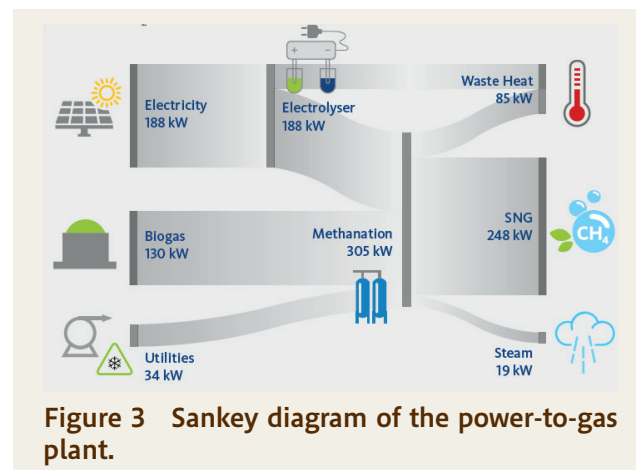 Waste Heat
85 kW
Electricity
188 kW
Electrolyser
188 kW
SNG
248 kW
CH4
Biogas
130 kW
Methanation
305 kW
Utilities
34 kW
Steam
19 kW
Figure 3 Sankey diagram of the power-to-gas
plant.